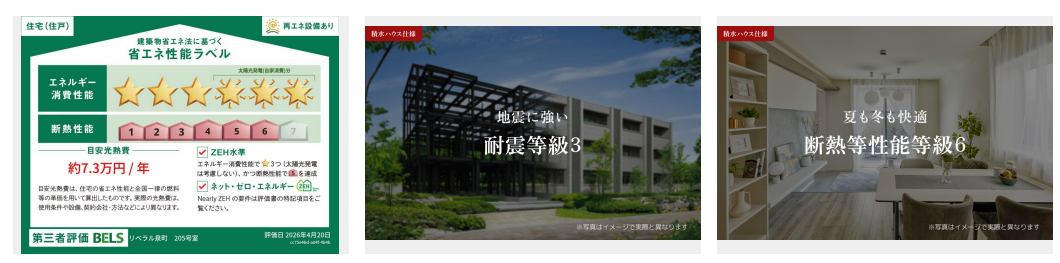 住宅(住戸)
再エネ設備あり
建築物省エネ法に基づく
省エネ性能ラベル
エネルギー
消費性能
太陽光発電(自家消費)分
断熱性能
1 2 3 4 5 6 7
目安光熱費
約7.3万円 / 年
目安光熱費は、住宅の省エネ性能と全国一律の燃料
等の単価を用いて算出したものです。実際の光熱費は、
使用条件や設備、契約会社・方法などにより異なります。
ZEH水準
エネルギー消費性能で 3つ (太陽光発電
は考慮しない)、かつ断熱性能で 5 を達成
ネット・ゼロ・エネルギー ZEH
Nearly ZEH の要件は評価書の特記項目をご
覧ください。
第三者評価 BELS
リベラル泉町 205号室
評価日 2026年4月20日
積水ハウス仕様
地震に強い
耐震等級3
※写真はイメージで実際と異なります
積水ハウス仕様
夏も冬も快適
断熱等性能等級6
※写真はイメージで実際と異なります